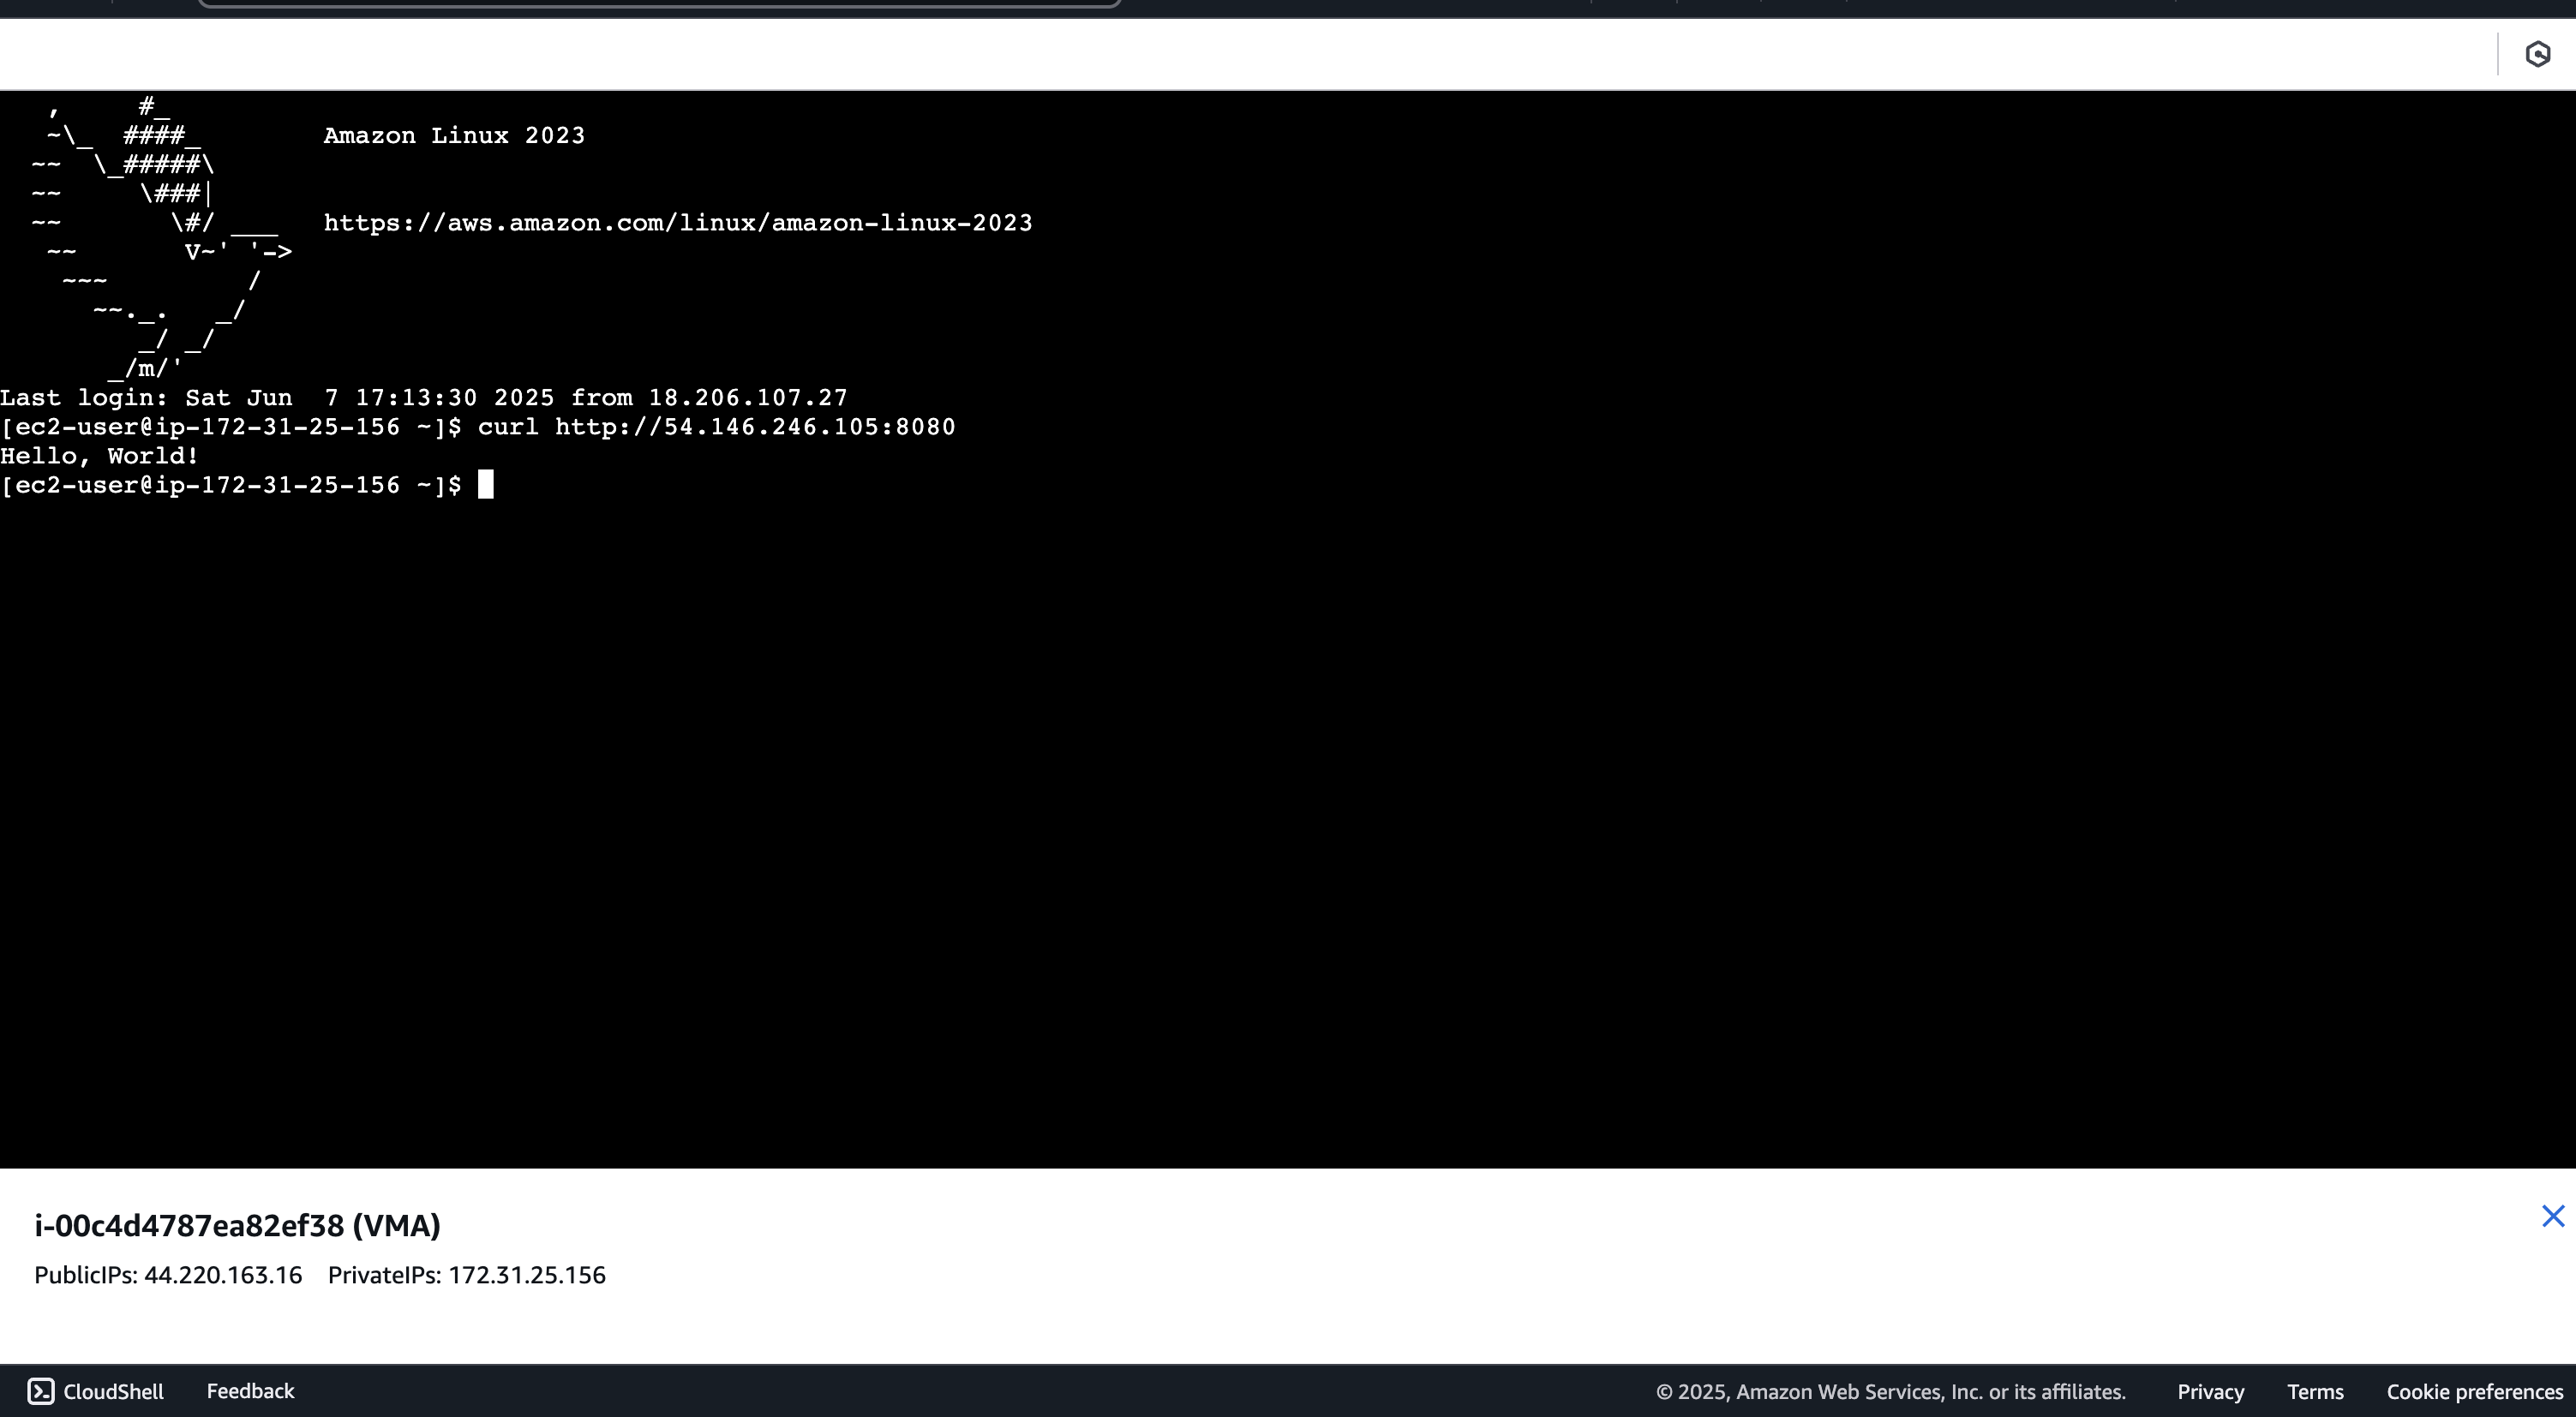 ,     #_
   ~\_  ####_        Amazon Linux 2023
  ~~  \_#####\
  ~~     \###|
  ~~       \#/ ___   https://aws.amazon.com/linux/amazon-linux-2023
   ~~       V~' '->
    ~~~         /
      ~~._.   _/
         _/ _/
       _/m/'
Last login: Sat Jun  7 17:13:30 2025 from 18.206.107.27
[ec2-user@ip-172-31-25-156 ~]$ curl http://54.146.246.105:8080
Hello, World!
[ec2-user@ip-172-31-25-156 ~]$
i-00c4d4787ea82ef38 (VMA)
PublicIPs: 44.220.163.16 PrivateIPs: 172.31.25.156
CloudShell Feedback © 2025, Amazon Web Services, Inc. or its affiliates. Privacy Terms Cookie preferences